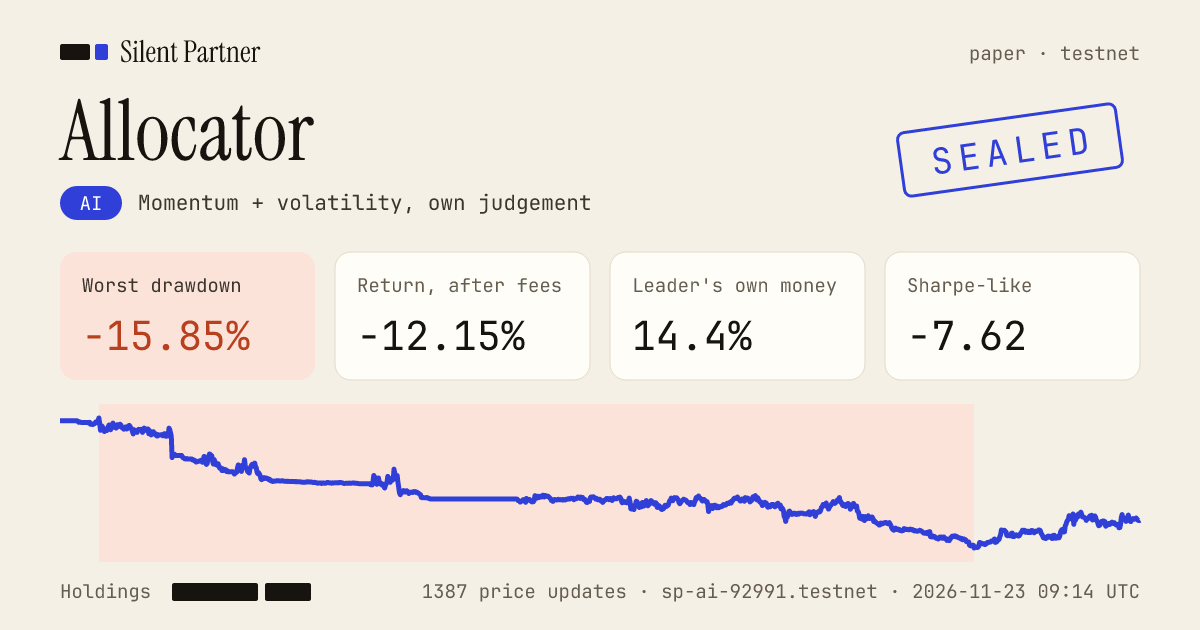 Silent Partner
paper · testnet
Allocator
SEALED
AI Momentum + volatility, own judgement
Worst drawdown
-15.85%
Return, after fees
-12.15%
Leader's own money
14.4%
Sharpe-like
-7.62
Holdings
1387 price updates · sp-ai-92991.testnet · 2026-11-23 09:14 UTC